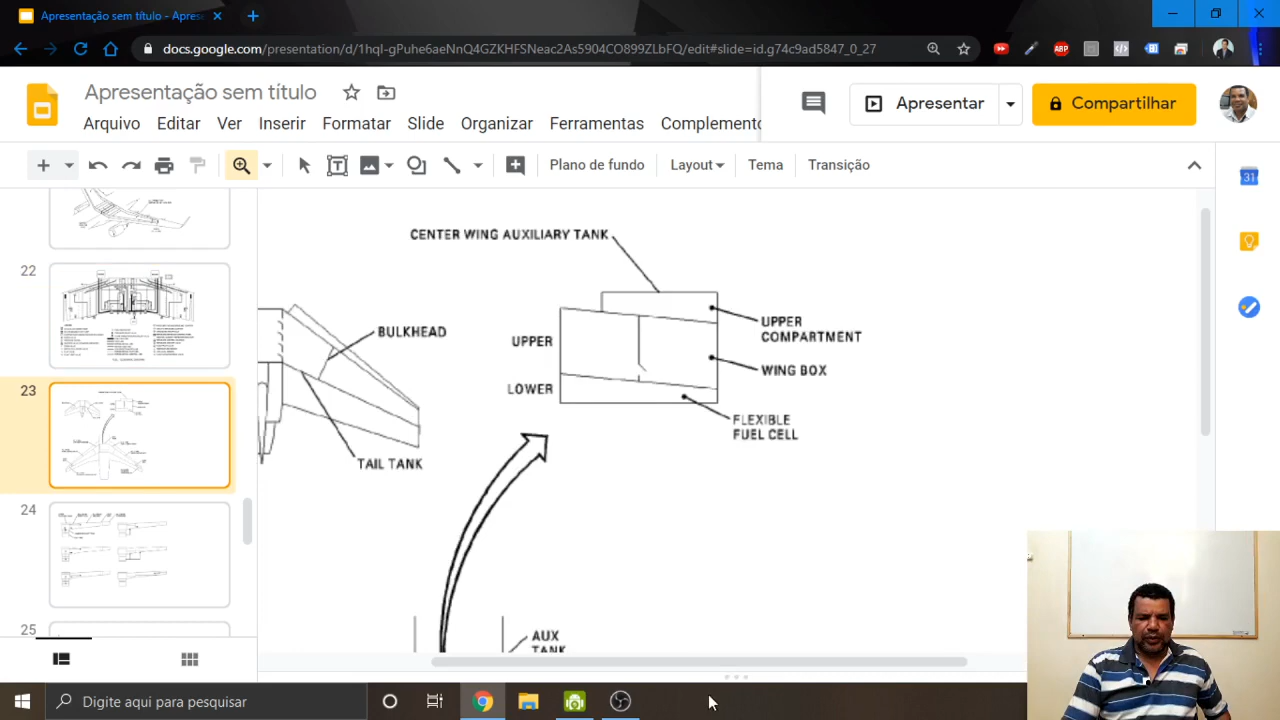 Apresentação sem título - Aprese
docs.google.com/presentation/d/1hqI-gPuhe6aeNnQ4GZKHFSNeac2As5904CO899ZLbFQ/edit#slide=id.g74c9ad5847_0_27
ABP
Apresentação sem título
Apresentar
Compartilhar
Arquivo Editar Ver Inserir Formatar Slide Organizar Ferramentas Complemento
Plano de fundo Layout Tema Transição
31
22
23
24
25
CENTER WING AUXILIARY TANK
BULKHEAD
UPPER
LOWER
UPPER
COMPARTMENT
WING BOX
FLEXIBLE
FUEL CELL
TAIL TANK
AUX
TANK
Digite aqui para pesquisar